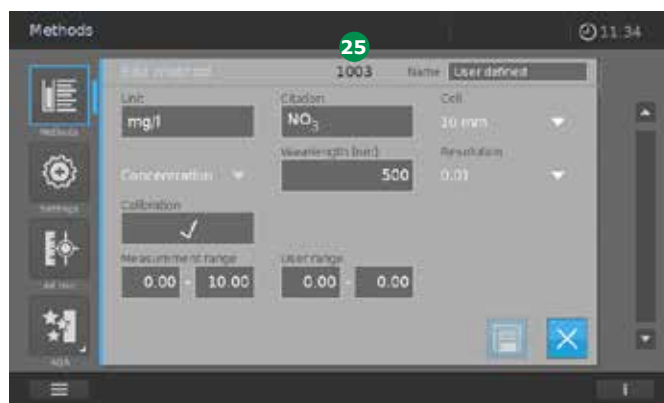 Methods 11:34
25
Edit method 1003 Name User defined
Unit Citation Cell
mg/l NO3 10 mm
Wavelength [nm] Resolution
Concentration 500 0.01
Calibration
Measurement range User range
0.00 - 10.00 0.00 - 0.00
Methods
Settings
AQA
i